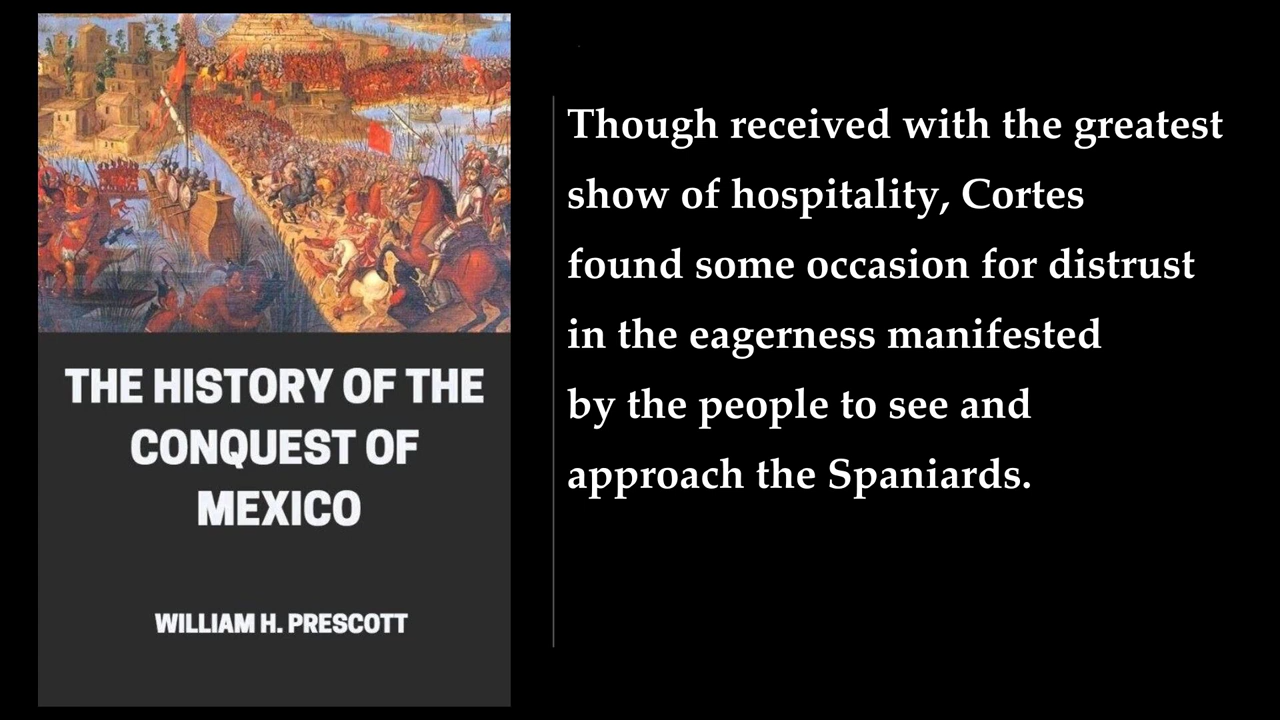 THE HISTORY OF THE
CONQUEST OF
MEXICO
WILLIAM H. PRESCOTT
Though received with the greatest
show of hospitality, Cortes
found some occasion for distrust
in the eagerness manifested
by the people to see and
approach the Spaniards.